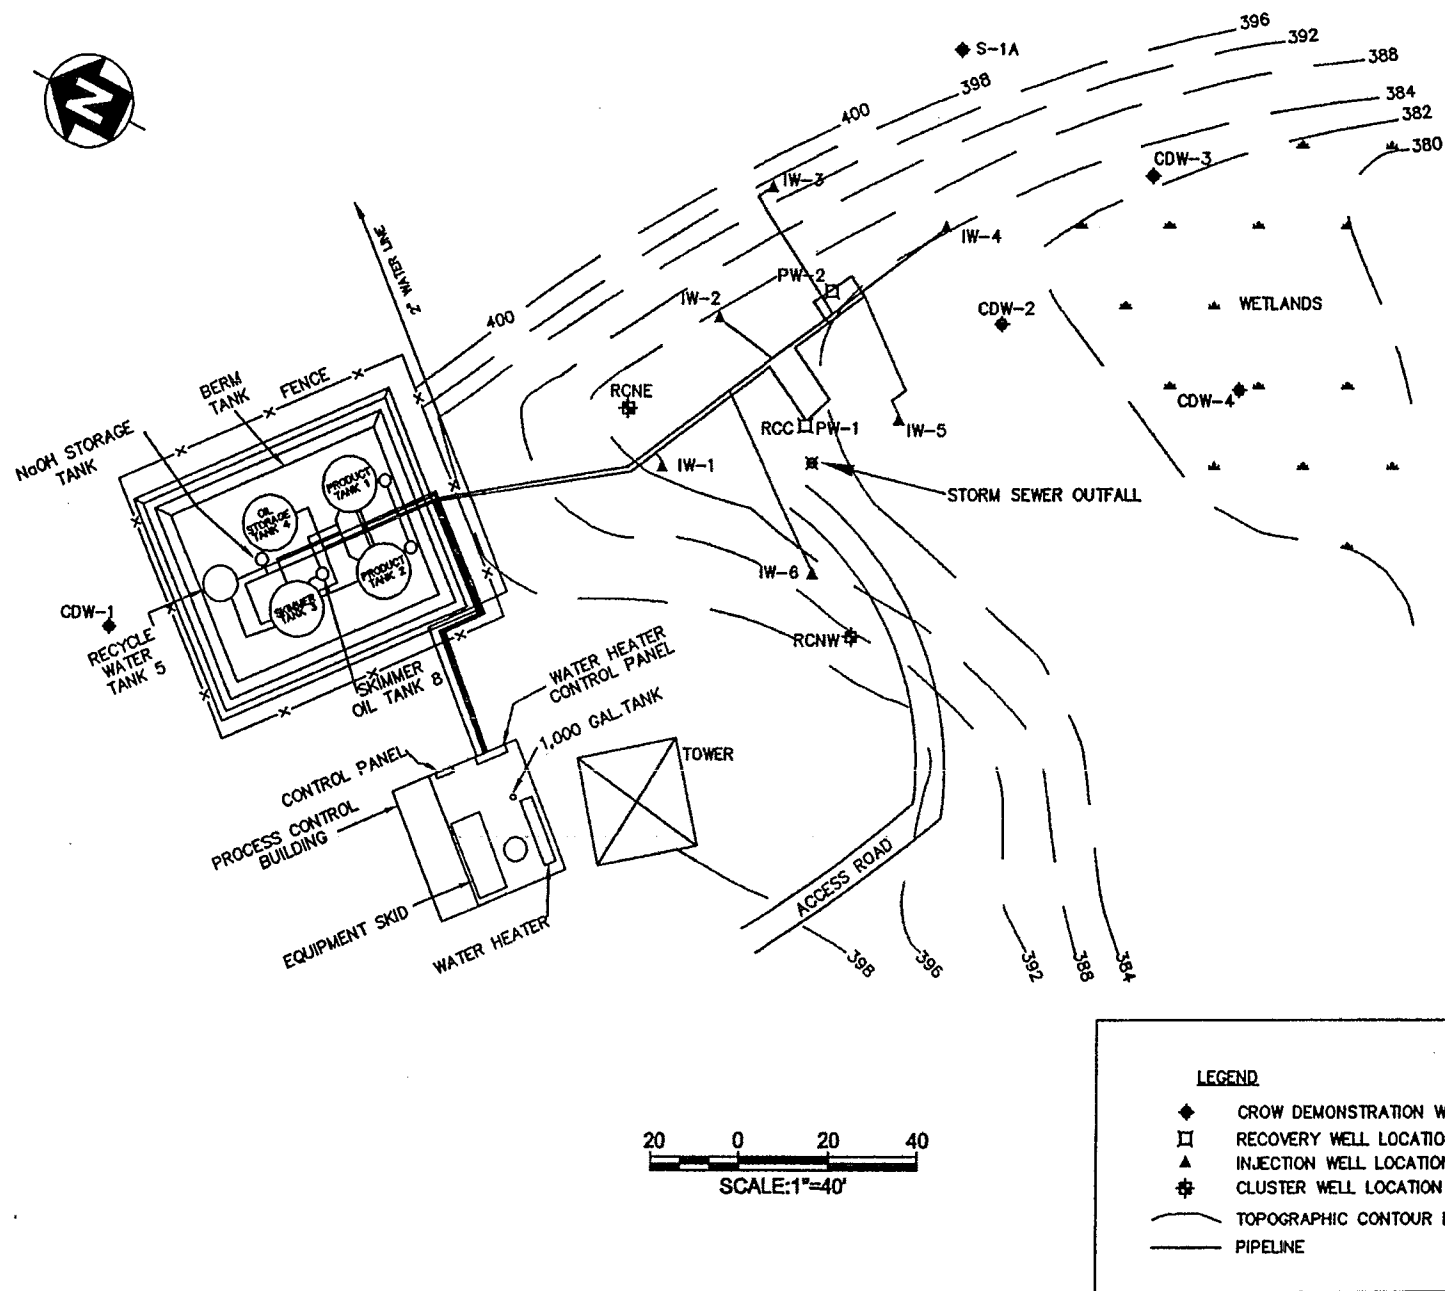 396
392
388
384
382
380
398
400
S-1A
N
CDW-3
IW-3
IW-4
PW-2
2" WATER LINE
IW-2
CDW-2
WETLANDS
400
FENCE
BERM
TANK
RCNE
CDW-4
NaOH STORAGE
TANK
RCC
PW-1
IW-5
PRODUCT
TANK 1
IW-1
STORM SEWER OUTFALL
OIL
STORAGE
TANK 4
PRODUCT
TANK 2
IW-6
SKIMMER
TANK 3
CDW-1
RECYCLE
WATER
TANK 5
RCNW
SKIMMER
OIL TANK 8
WATER HEATER
CONTROL PANEL
1,000 GAL.TANK
TOWER
CONTROL PANEL
PROCESS CONTROL
BUILDING
ACCESS ROAD
EQUIPMENT SKID
WATER HEATER
398
396
392
388
384
LEGEND
CROW DEMONSTRATION W
RECOVERY WELL LOCATIO
INJECTION WELL LOCATION
CLUSTER WELL LOCATION
TOPOGRAPHIC CONTOUR
PIPELINE
20 0 20 40
SCALE:1"=40'